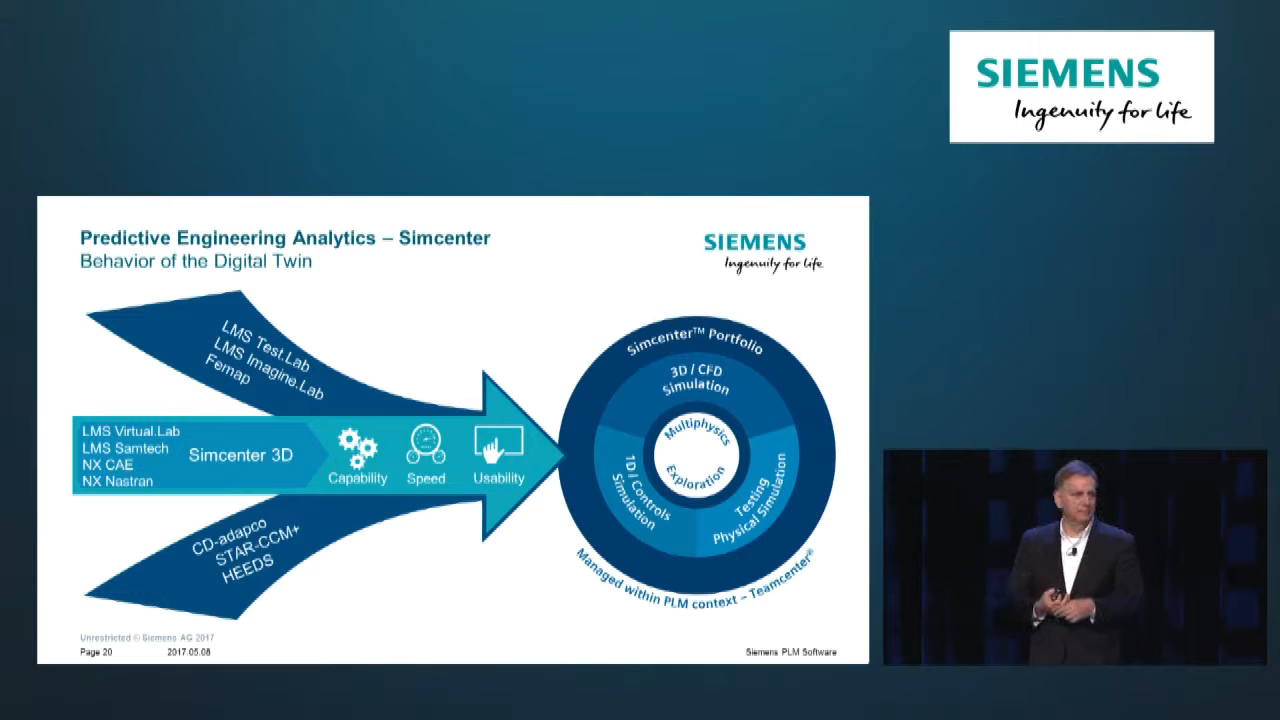 SIEMENS
Ingenuity for life
Predictive Engineering Analytics – Simcenter
Behavior of the Digital Twin
SIEMENS
Ingenuity for life
LMS Test.Lab
LMS Imagine.Lab
Femap
LMS Virtual.Lab
LMS Samtech
NX CAE
NX Nastran
Simcenter 3D
Capability
Speed
Usability
CD-adapco
STAR-CCM+
HEEDS
Simcenter™ Portfolio
3D / CFD
Simulation
Multiphysics
Exploration
1D / Controls
Simulation
Testing
Physical Simulation
Managed within PLM context – Teamcenter®
Unrestricted © Siemens AG 2017
Page 20
2017.05.08
Siemens PLM Software